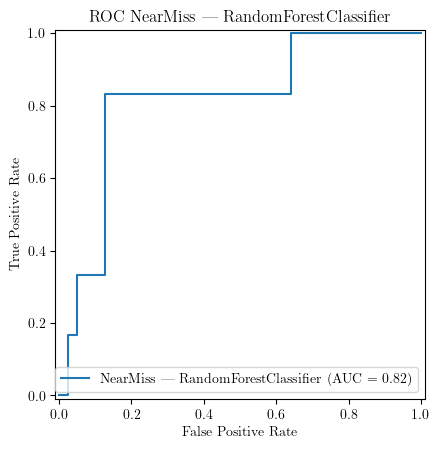 ROC NearMiss — RandomForestClassifier
1.0
0.8
0.6
0.4
0.2
0.0
True Positive Rate
NearMiss — RandomForestClassifier (AUC = 0.82)
0.0 0.2 0.4 0.6 0.8 1.0
False Positive Rate